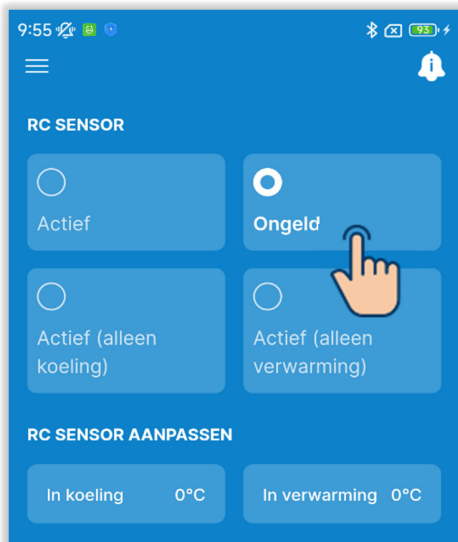 9:55
93
RC SENSOR
Actief
Ongeld
Actief (alleen
koeling)
Actief (alleen
verwarming)
RC SENSOR AANPASSEN
In koeling 0°C
In verwarming 0°C